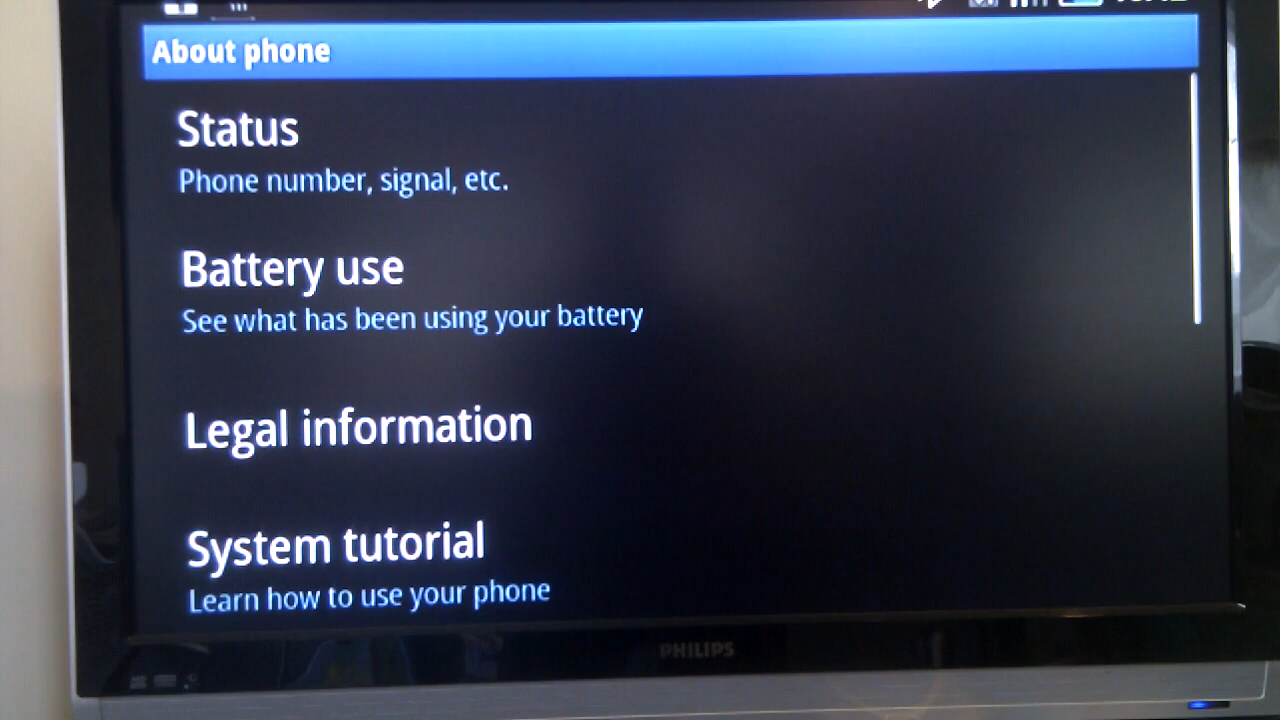 About phone
Status
Phone number, signal, etc.
Battery use
See what has been using your battery
Legal information
System tutorial
Learn how to use your phone
PHILIPS